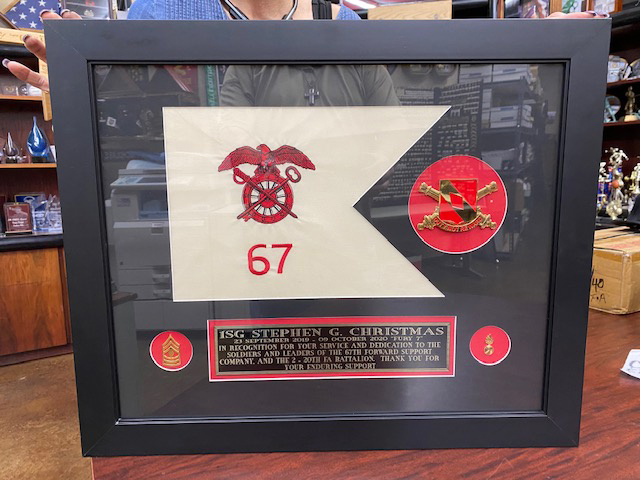 67
1SG STEPHEN G. CHRISTMAS
23 SEPTEMBER 2019 - 09 OCTOBER 2020 "FURY 7"
IN RECOGNITION FOR YOUR SERVICE AND DEDICATION TO THE
SOLDIERS AND LEADERS OF THE 67TH FORWARD SUPPORT
COMPANY, AND THE 2 - 20TH FA BATTALION. THANK YOU FOR
YOUR ENDURING SUPPORT